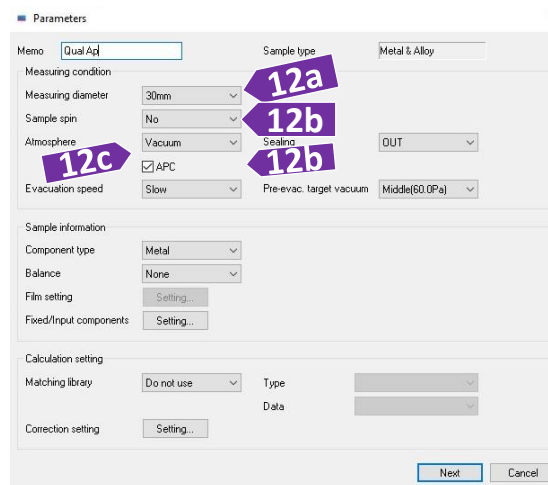 Parameters
Memo Qual Ap Sample type Metal & Alloy
Measuring condition
Measuring diameter 30mm 12a
Sample spin No 12b
Atmosphere Vacuum Sealing OUT
12c APC 12b
Evacuation speed Slow Pre-evac. target vacuum Middle(60.0Pa)
Sample information
Component type Metal
Balance None
Film setting Setting...
Fixed/Input components Setting...
Calculation setting
Matching library Do not use Type
Data
Correction setting Setting...
Next Cancel